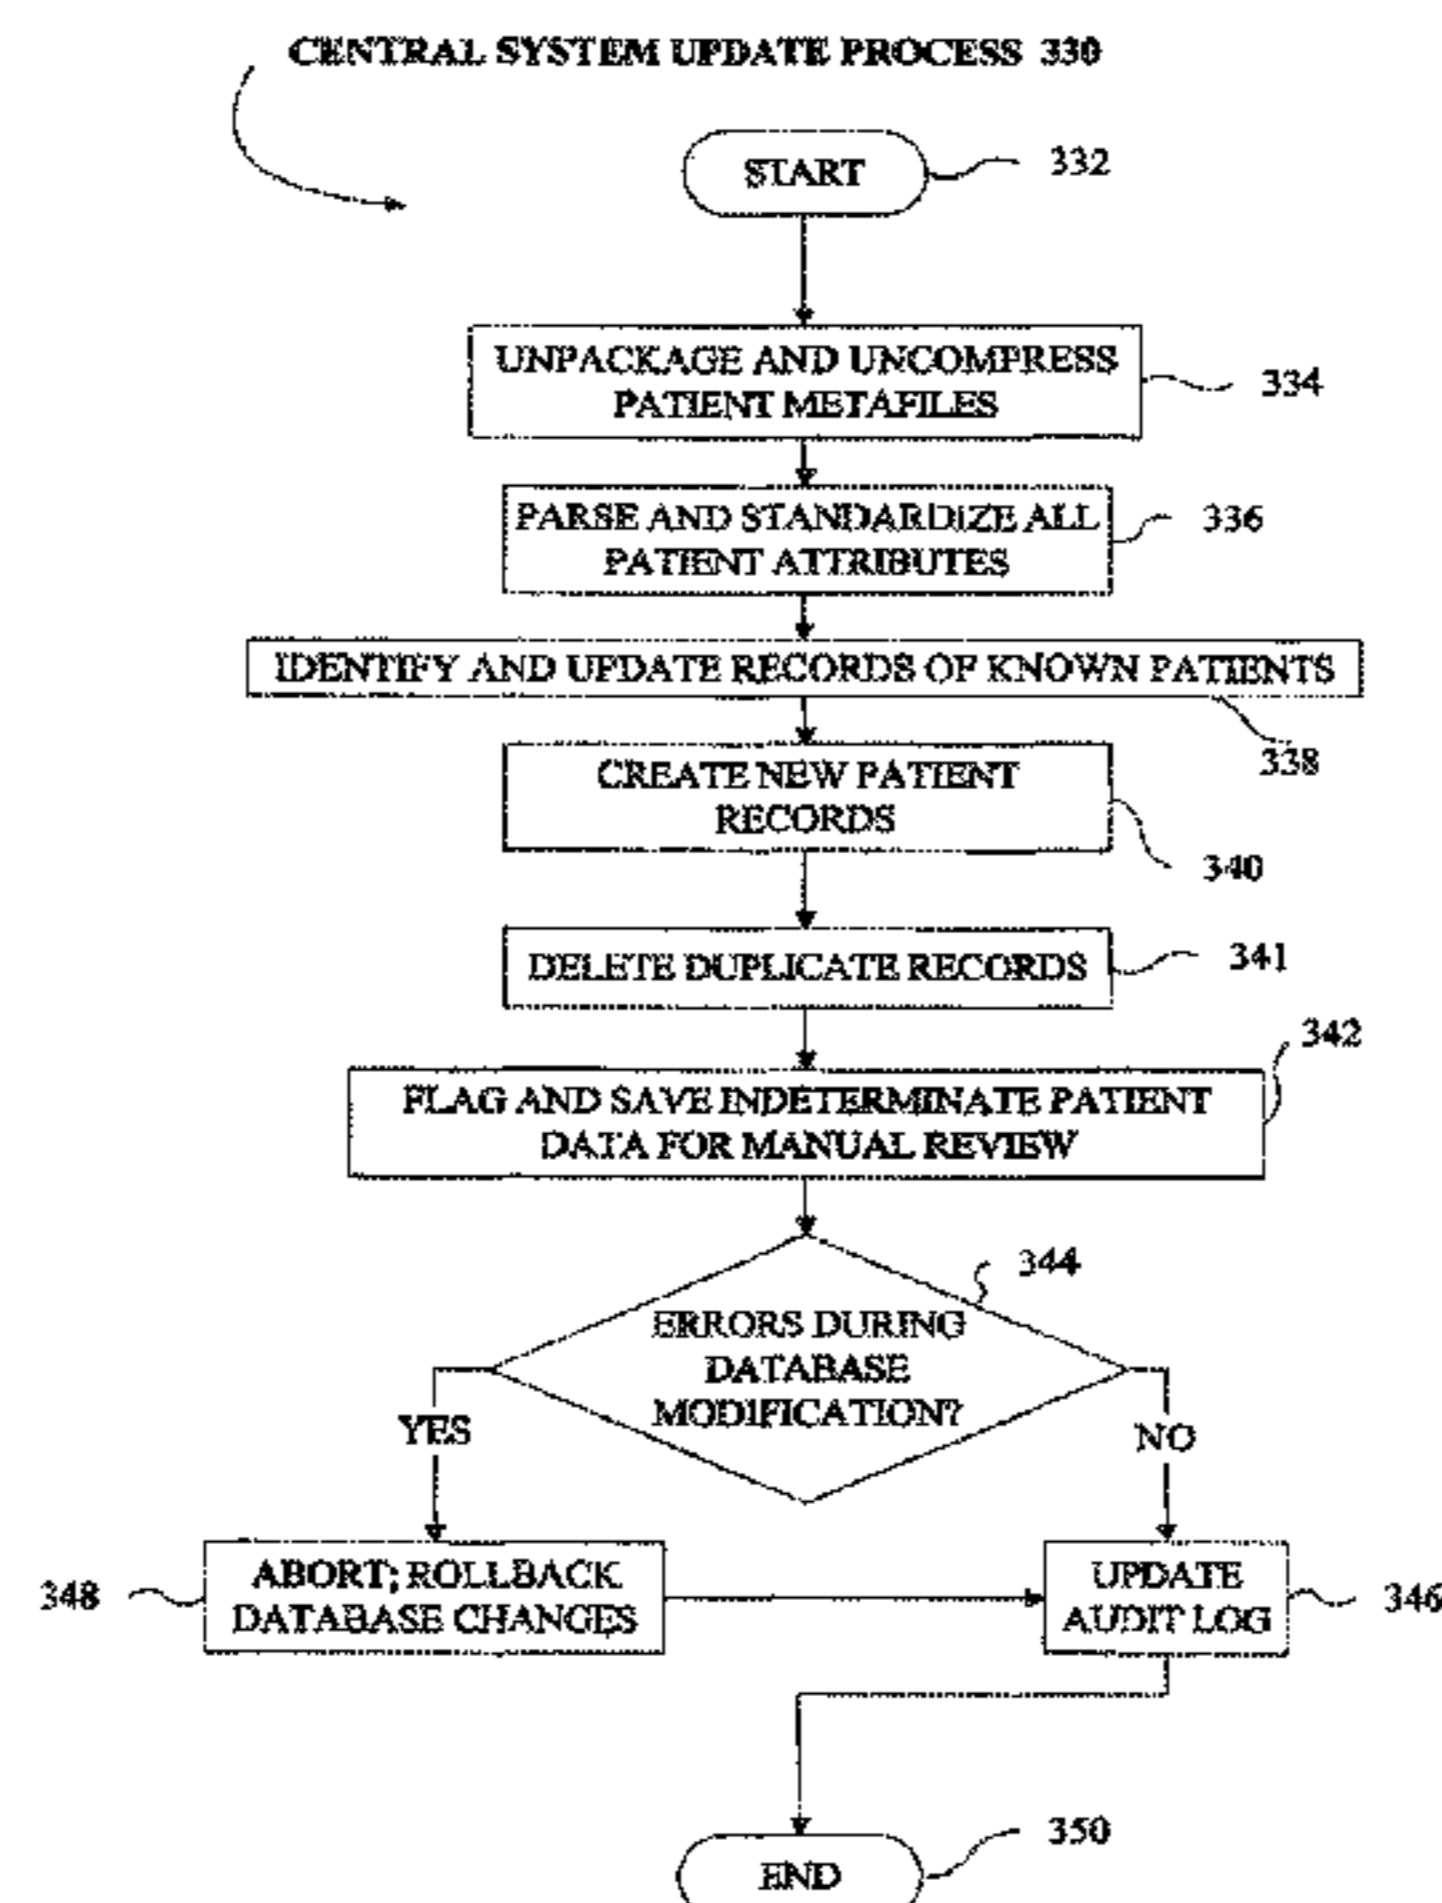 CENTRAL SYSTEM UPDATE PROCESS 330
START
332
UNPACKAGE AND UNCOMPRESS
PATIENT METAFILES
334
PARSE AND STANDARDIZE ALL
PATIENT ATTRIBUTES
336
IDENTIFY AND UPDATE RECORDS OF KNOWN PATIENTS
338
CREATE NEW PATIENT
RECORDS
340
DELETE DUPLICATE RECORDS
341
FLAG AND SAVE INDETERMINATE PATIENT
DATA FOR MANUAL REVIEW
342
ERRORS DURING
DATABASE
MODIFICATION?
344
YES
NO
ABORT; ROLLBACK
DATABASE CHANGES
348
UPDATE
AUDIT LOG
346
END
350